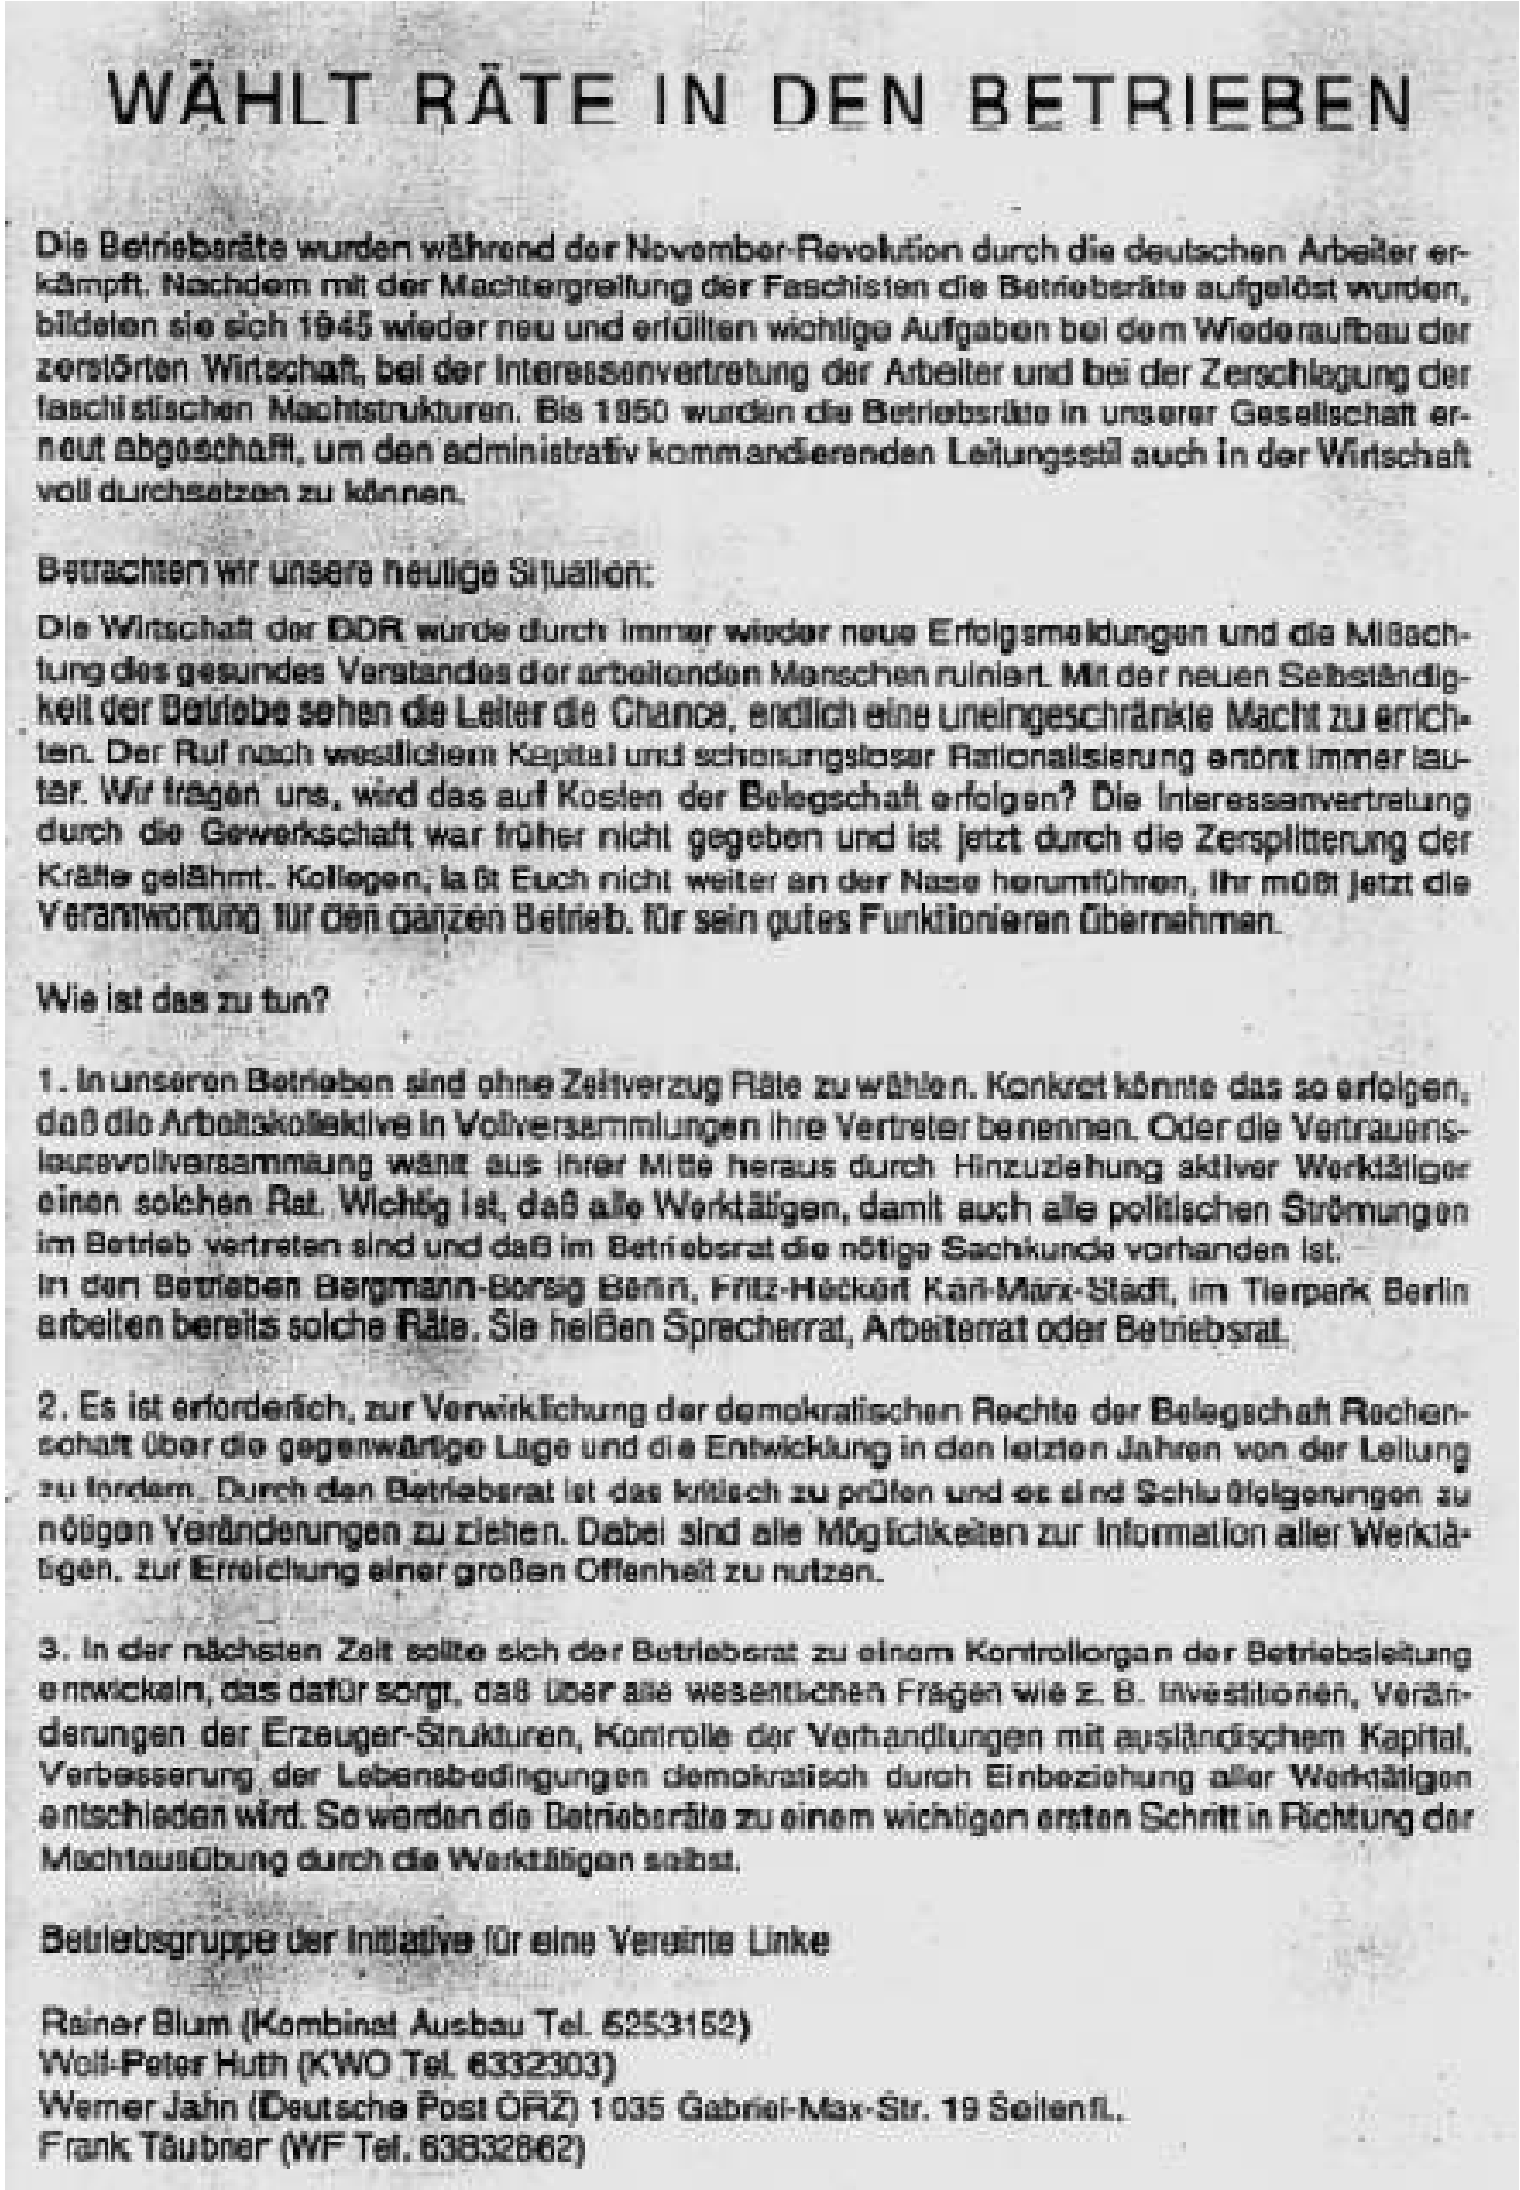 WÄHLT RÄTE IN DEN BETRIEBEN
Die Betriebsräte wurden während der November-Revolution durch die deutschen Arbeiter er-
kämpft. Nachdem mit der Machtergreifung der Faschisten die Betriebsräte aufgelöst wurden,
bildeten sie sich 1945 wieder neu und erfüllten wichtige Aufgaben bei dem Wiederaufbau der
zerstörten Wirtschaft, bei der Interessenvertretung der Arbeiter und bei der Zerschlagung der
faschistischen Machtstrukturen. Bis 1950 wurden die Betriebsräte in unserer Gesellschaft er-
neut abgeschafft, um den administrativ kommandierenden Leitungsstil auch in der Wirtschaft
voll durchsetzen zu können.
Betrachten wir unsere heutige Situation:
Die Wirtschaft der DDR wurde durch immer wieder neue Erfolgsmeldungen und die Mißach-
tung des gesundes Verstandes der arbeitenden Menschen ruiniert. Mit der neuen Selbständig-
keit der Betriebe sehen die Leiter die Chance, endlich eine uneingeschränkte Macht zu errich-
ten. Der Ruf nach westlichem Kapital und schonungsloser Rationalisierung ertönt immer lau-
ter. Wir fragen uns, wird das auf Kosten der Belegschaft erfolgen? Die Interessenvertretung
durch die Gewerkschaft war früher nicht gegeben und ist jetzt durch die Zersplitterung der
Kräfte gelähmt. Kollegen, laßt Euch nicht weiter an der Nase herumführen, Ihr müßt jetzt die
Verantwortung für den ganzen Betrieb, für sein gutes Funktionieren übernehmen.
Wie ist das zu tun?
1. In unseren Betrieben sind ohne Zeitverzug Räte zu wählen. Konkret könnte das so erfolgen,
daß die Arbeitskollektive in Vollversammlungen ihre Vertreter benennen. Oder die Vertrauens-
leutevollversammlung wählt aus ihrer Mitte heraus durch Hinzuziehung aktiver Werktätiger
einen solchen Rat. Wichtig ist, daß alle Werktätigen, damit auch alle politischen Strömungen
im Betrieb vertreten sind und daß im Betriebsrat die nötige Sachkunde vorhanden ist.
In den Betrieben Bergmann-Borsig Berlin, Fritz-Heckert Karl-Marx-Stadt, im Tierpark Berlin
arbeiten bereits solche Räte. Sie heißen Sprecherrat, Arbeiterrat oder Betriebsrat.
2. Es ist erforderlich, zur Verwirklichung der demokratischen Rechte der Belegschaft Rechen-
schaft über die gegenwärtige Lage und die Entwicklung in den letzten Jahren von der Leitung
zu fordern. Durch den Betriebsrat ist das kritisch zu prüfen und es sind Schlußfolgerungen zu
nötigen Veränderungen zu ziehen. Dabei sind alle Möglichkeiten zur Information aller Werktä-
tigen, zur Erreichung einer großen Offenheit zu nutzen.
3. In der nächsten Zeit sollte sich der Betriebsrat zu einem Kontrollorgan der Betriebsleitung
entwickeln, das dafür sorgt, daß über alle wesentlichen Fragen wie z. B. Investitionen, Verän-
derungen der Erzeuger-Strukturen, Kontrolle der Verhandlungen mit ausländischem Kapital,
Verbesserung der Lebensbedingungen demokratisch durch Einbeziehung aller Werktätigen
entschieden wird. So werden die Betriebsräte zu einem wichtigen ersten Schritt in Richtung der
Machtausübung durch die Werktätigen selbst.
Betriebsgruppe der Initiative für eine Vereinte Linke
Rainer Blum (Kombinat Ausbau Tel. 5253152)
Wolf-Peter Huth (KWO Tel. 6332303)
Werner Jahn (Deutsche Post ORZ) 1035 Gabriel-Max-Str. 19 Seitenfl..
Frank Täubner (WF Tel. 63832862)